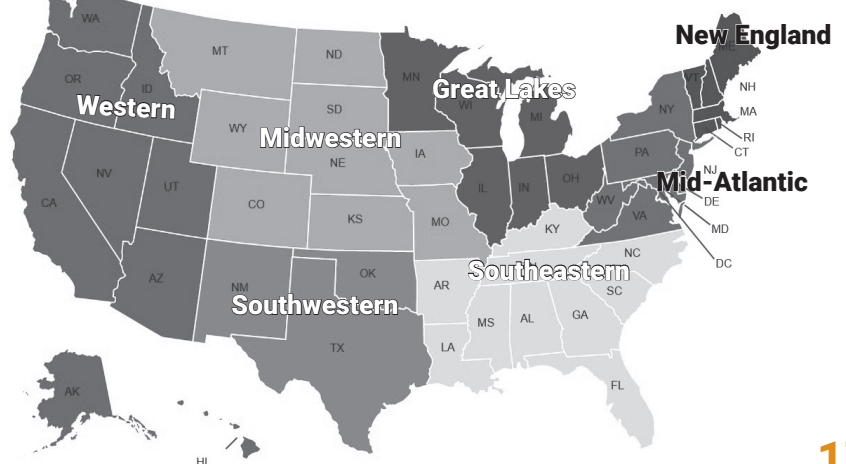 WA
New England
ME
MT
ND
MN
VT
OR
ID
Great Lakes
NH
Western
WI
NY
MA
SD
MI
WY
Midwestern
RI
IA
PA
CT
NE
NV
NJ
UT
IL
IN
OH
Mid-Atlantic
CA
CO
WV
DE
KS
MO
VA
KY
MD
NC
DC
AZ
OK
Southeastern
NM
AR
SC
Southwestern
MS
AL
GA
TX
LA
FL
AK
HI